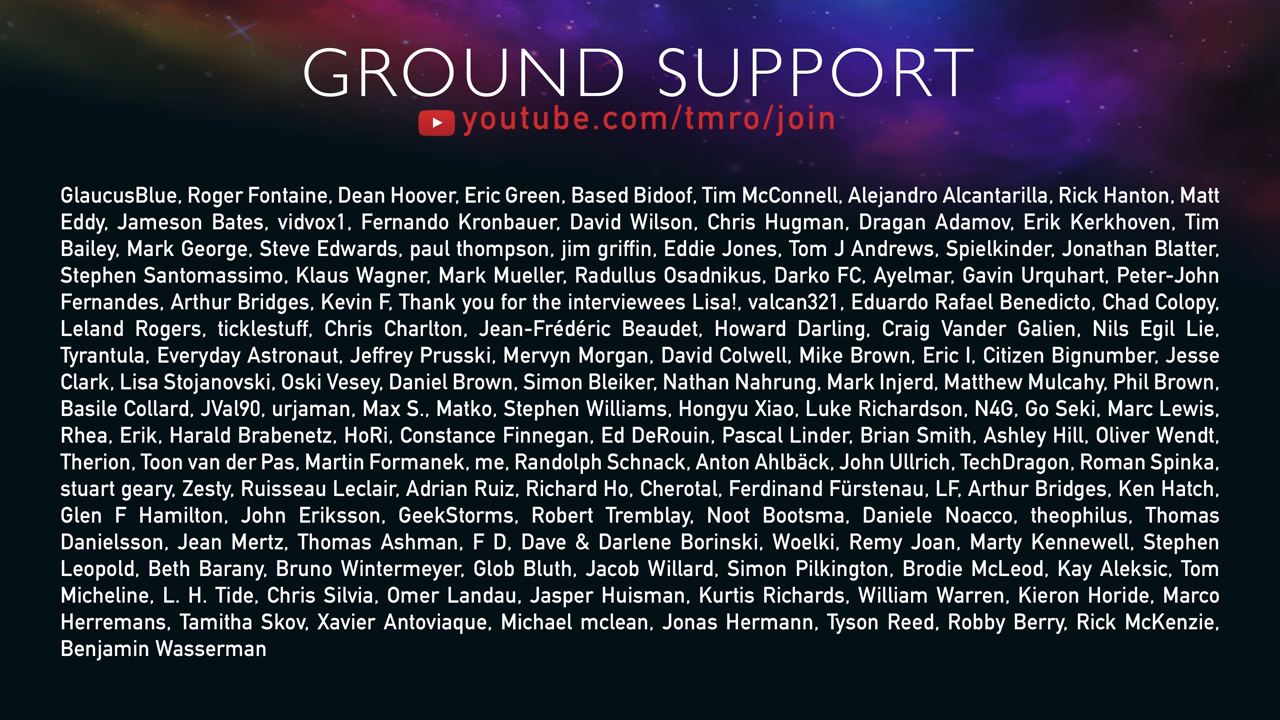 GROUND SUPPORT
youtube.com/tmro/join
GlaucusBlue, Roger Fontaine, Dean Hoover, Eric Green, Based Bidoof, Tim McConnell, Alejandro Alcantarilla, Rick Hanton, Matt
Eddy, Jameson Bates, vidvox1, Fernando Kronbauer, David Wilson, Chris Hugman, Dragan Adamov, Erik Kerkhoven, Tim
Bailey, Mark George, Steve Edwards, paul thompson, jim griffin, Eddie Jones, Tom J Andrews, Spielkinder, Jonathan Blatter,
Stephen Santomassimo, Klaus Wagner, Mark Mueller, Radullus Osadnikus, Darko FC, Ayelmar, Gavin Urquhart, Peter-John
Fernandes, Arthur Bridges, Kevin F, Thank you for the interviewees Lisa!, valcan321, Eduardo Rafael Benedicto, Chad Colopy,
Leland Rogers, ticklestuff, Chris Charlton, Jean-Frédéric Beaudet, Howard Darling, Craig Vander Galien, Nils Egil Lie,
Tyrantula, Everyday Astronaut, Jeffrey Prusski, Mervyn Morgan, David Colwell, Mike Brown, Eric I, Citizen Bignumber, Jesse
Clark, Lisa Stojanovski, Oski Vesey, Daniel Brown, Simon Bleiker, Nathan Nahrung, Mark Injerd, Matthew Mulcahy, Phil Brown,
Basile Collard, JVal90, urjaman, Max S., Matko, Stephen Williams, Hongyu Xiao, Luke Richardson, N4G, Go Seki, Marc Lewis,
Rhea, Erik, Harald Brabenetz, HoRi, Constance Finnegan, Ed DeRouin, Pascal Linder, Brian Smith, Ashley Hill, Oliver Wendt,
Therion, Toon van der Pas, Martin Formanek, me, Randolph Schnack, Anton Ahlbäck, John Ullrich, TechDragon, Roman Spinka,
stuart geary, Zesty, Ruisseau Leclair, Adrian Ruiz, Richard Ho, Cherotal, Ferdinand Fürstenau, LF, Arthur Bridges, Ken Hatch,
Glen F Hamilton, John Eriksson, GeekStorms, Robert Tremblay, Noot Bootsma, Daniele Noacco, theophilus, Thomas
Danielsson, Jean Mertz, Thomas Ashman, F D, Dave & Darlene Borinski, Woelki, Remy Joan, Marty Kennewell, Stephen
Leopold, Beth Barany, Bruno Wintermeyer, Glob Bluth, Jacob Willard, Simon Pilkington, Brodie McLeod, Kay Aleksic, Tom
Micheline, L. H. Tide, Chris Silvia, Omer Landau, Jasper Huisman, Kurtis Richards, William Warren, Kieron Horide, Marco
Herremans, Tamitha Skov, Xavier Antoviaque, Michael mclean, Jonas Hermann, Tyson Reed, Robby Berry, Rick McKenzie,
Benjamin Wasserman